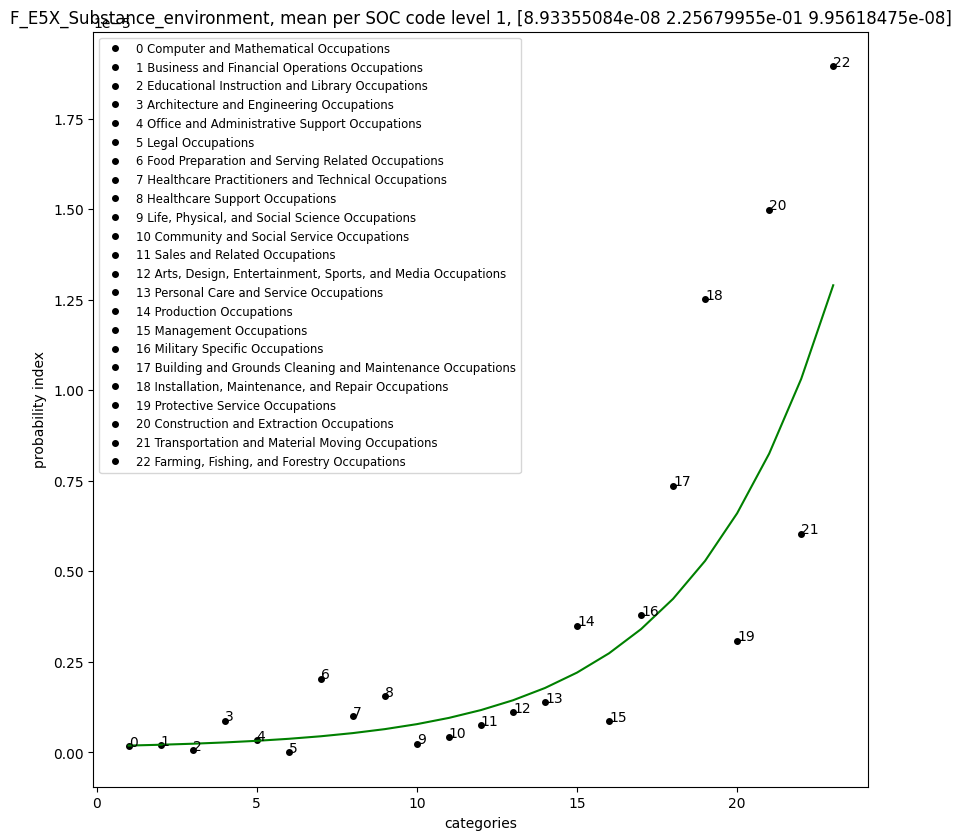 F_E5X_Substance_environment, mean per SOC code level 1, [8.93355084e-08 2.25679955e-01 9.95618475e-08]
1e−5
0 Computer and Mathematical Occupations
1 Business and Financial Operations Occupations
2 Educational Instruction and Library Occupations
3 Architecture and Engineering Occupations
4 Office and Administrative Support Occupations
5 Legal Occupations
6 Food Preparation and Serving Related Occupations
7 Healthcare Practitioners and Technical Occupations
8 Healthcare Support Occupations
9 Life, Physical, and Social Science Occupations
10 Community and Social Service Occupations
11 Sales and Related Occupations
12 Arts, Design, Entertainment, Sports, and Media Occupations
13 Personal Care and Service Occupations
14 Production Occupations
15 Management Occupations
16 Military Specific Occupations
17 Building and Grounds Cleaning and Maintenance Occupations
18 Installation, Maintenance, and Repair Occupations
19 Protective Service Occupations
20 Construction and Extraction Occupations
21 Transportation and Material Moving Occupations
22 Farming, Fishing, and Forestry Occupations
probability index
1.75
1.50
1.25
1.00
0.75
0.50
0.25
0.00
0
1
2
3
4
5
6
7
8
9
10
11
12
13
14
15
16
17
18
19
20
21
22
0 5 10 15 20
categories